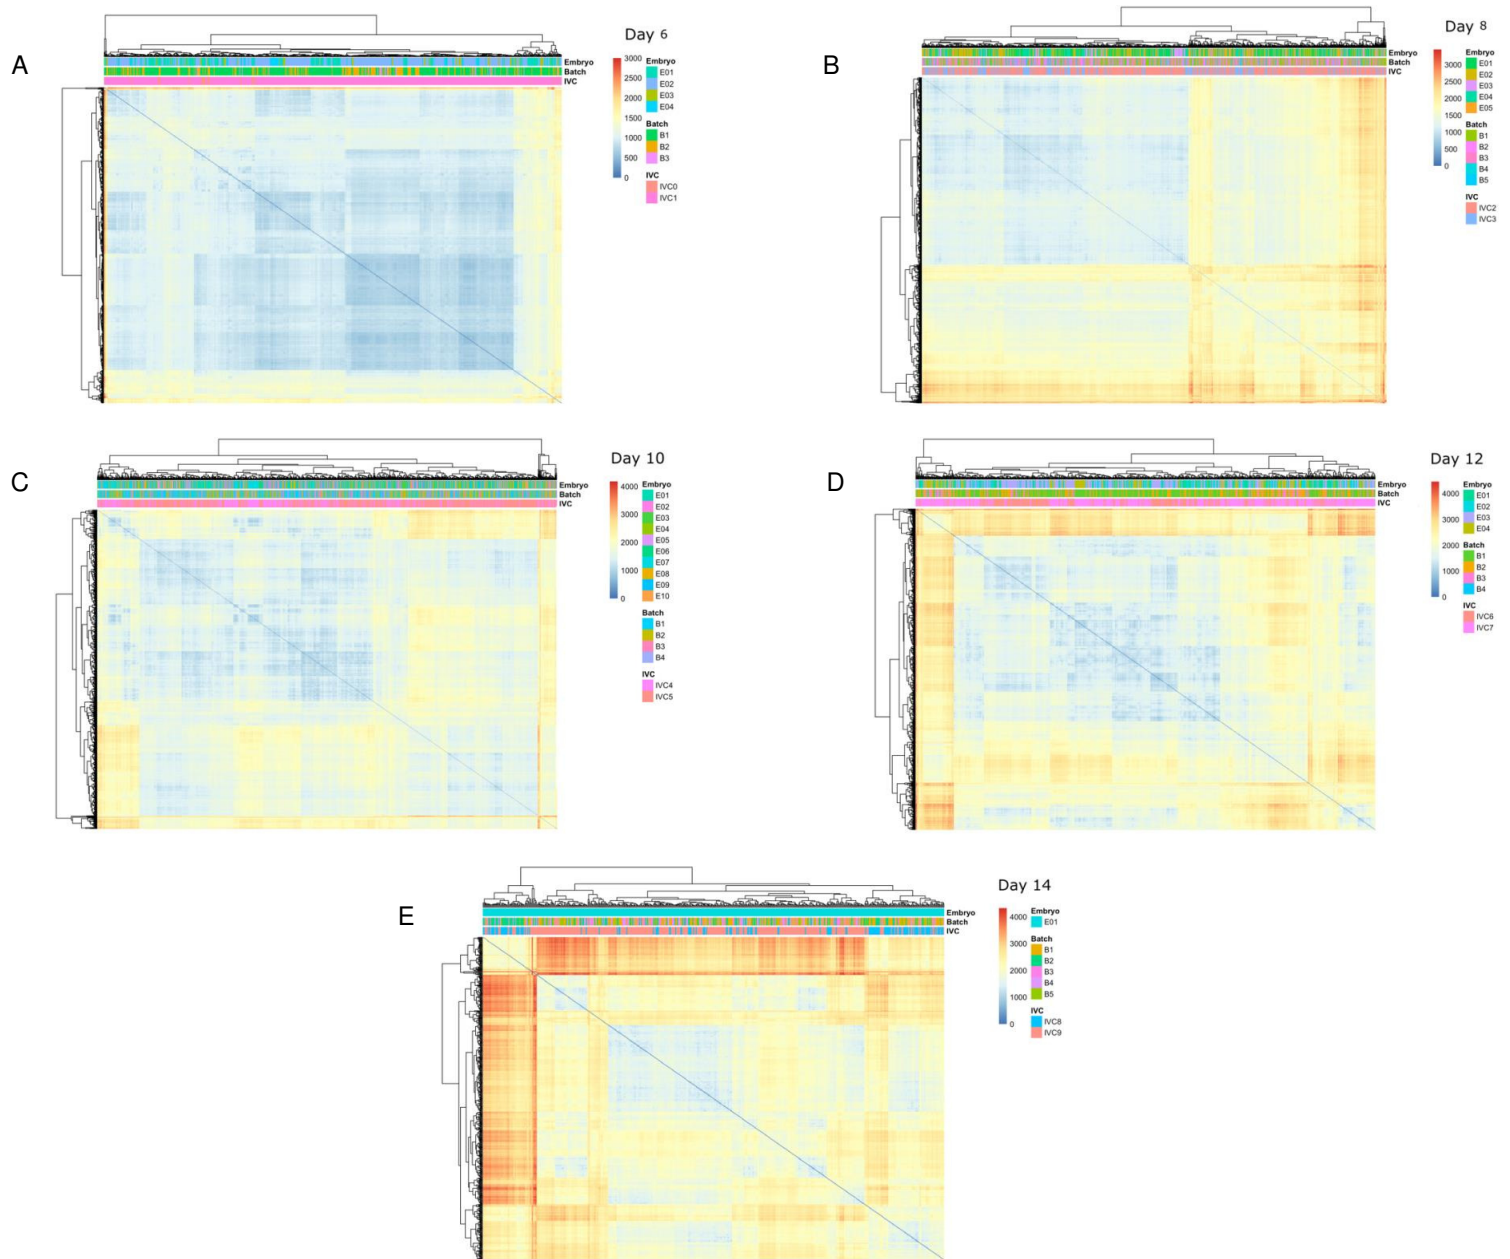 A
Day 6
3000
2500
2000
1500
1000
500
0
Embryo
Batch
IVC
Embryo
E01
E02
E03
E04
Batch
B1
B2
B3
IVC
IVC0
IVC1
B
Day 8
3000
2500
2000
1500
1000
500
0
Embryo
Batch
IVC
Embryo
E01
E02
E03
E04
E05
Batch
B1
B2
B3
B4
B5
IVC
IVC2
IVC3
C
Day 10
4000
3000
2000
1000
0
Embryo
Batch
IVC
Embryo
E01
E02
E03
E04
E05
E06
E07
E08
E09
E10
Batch
B1
B2
B3
B4
IVC
IVC4
IVC5
D
Day 12
4000
3000
2000
1000
0
Embryo
Batch
IVC
Embryo
E01
E02
E03
E04
Batch
B1
B2
B3
B4
IVC
IVC6
IVC7
E
Day 14
4000
3000
2000
1000
0
Embryo
Batch
IVC
Embryo
E01
Batch
B1
B2
B3
B4
B5
IVC
IVC8
IVC9